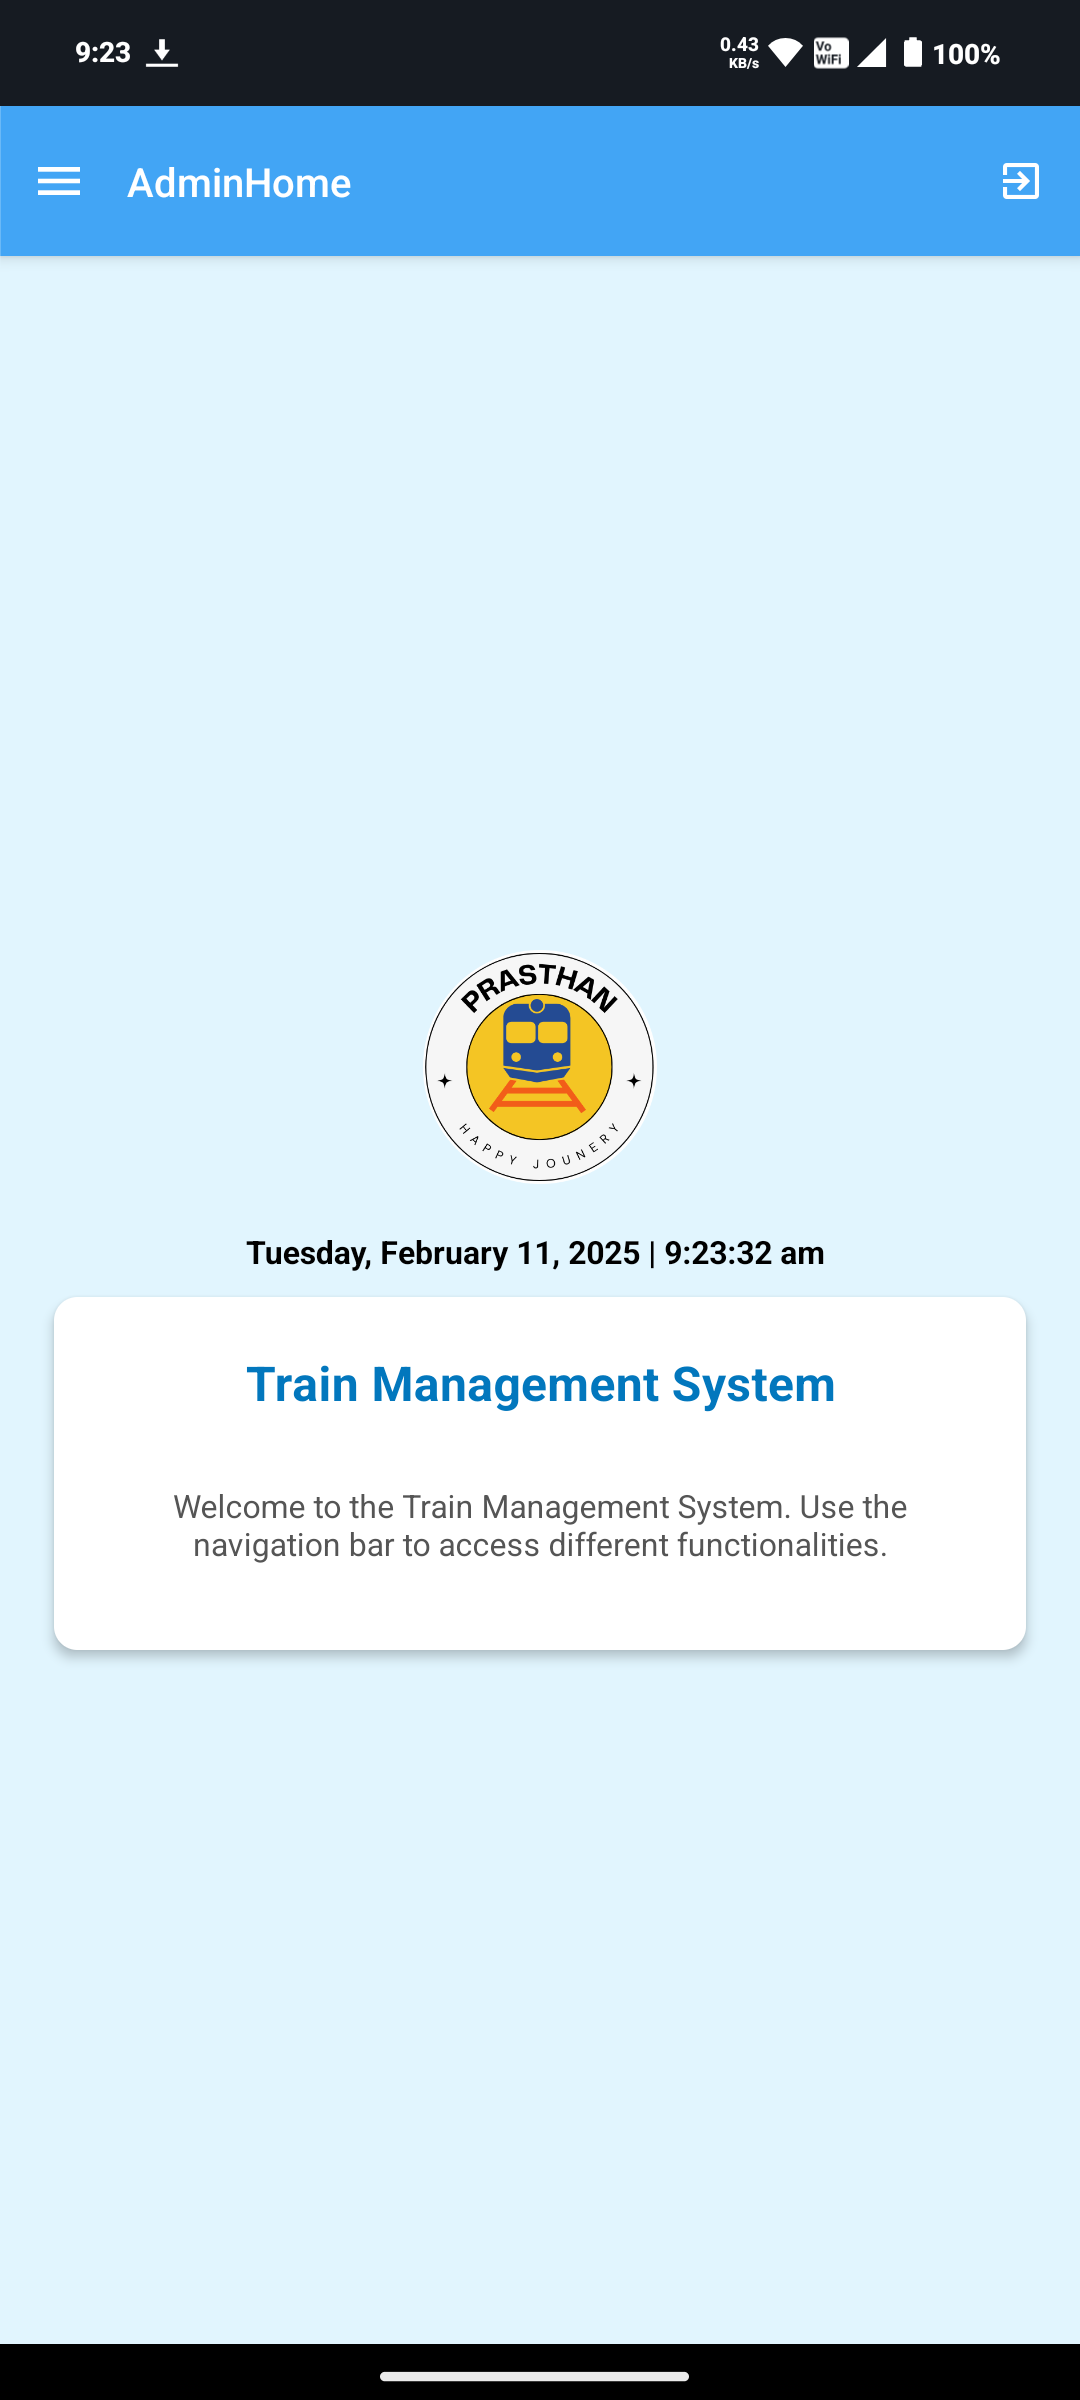 9:23
0.43
KB/s
Vo
WiFi
100%
AdminHome
PRASTHAN
HAPPY JOUNERY
Tuesday, February 11, 2025 | 9:23:32 am
Train Management System
Welcome to the Train Management System. Use the
navigation bar to access different functionalities.